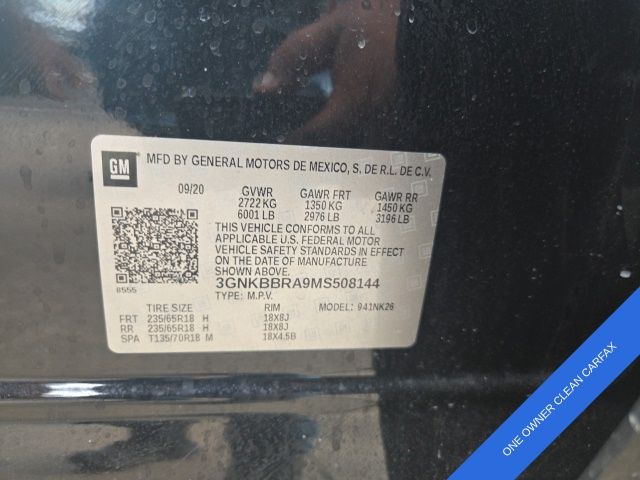 GM
MFD BY GENERAL MOTORS DE MEXICO, S. DE R.L. DE C.V.
09/20 GVWR GAWR FRT GAWR RR
2722 KG 1350 KG 1450 KG
6001 LB 2976 LB 3196 LB
THIS VEHICLE CONFORMS TO ALL
APPLICABLE U.S. FEDERAL MOTOR
VEHICLE SAFETY STANDARDS IN EFFECT
ON THE DATE OF MANUFACTURE
SHOWN ABOVE.
3GNKBBRA9MS508144
8555
TYPE: M.P.V. MODEL: 941NK26
TIRE SIZE RIM
FRT 235/65R18 H 18X8J
RR 235/65R18 H 18X8J
SPA T135/70R18 M 18X4.5B
ONE OWNER CLEAN CARFAX